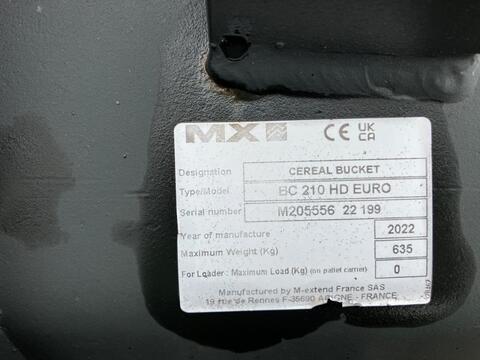 MX CE UK CA
Designation CEREAL BUCKET
Type/Model BC 210 HD EURO
Serial number M205556 22 199
Year of manufacture 2022
Maximum Weight (Kg) 635
For Loader: Maximum Load (Kg) (on pallet carrier) 0
Manufactured by M-extend France SAS
19 rue de Rennes F-35690 ACIGNE - FRANCE